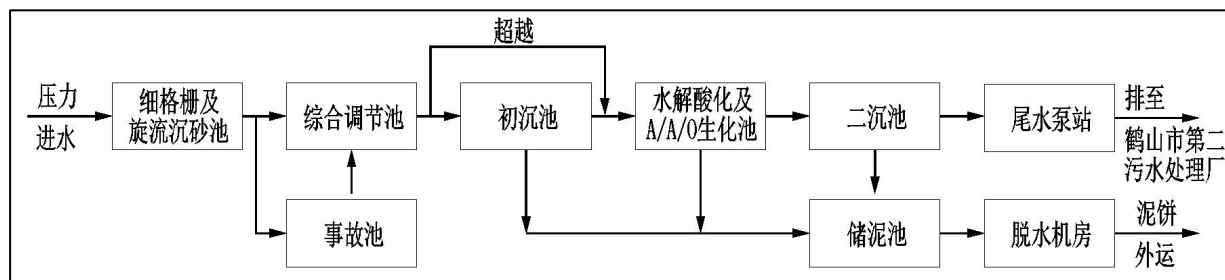 超越
压力
进水
细格栅及
旋流沉砂池
综合调节池
初沉池
水解酸化及
A/A/O生化池
二沉池
尾水泵站
排至
鹤山市第二
污水处理厂
事故池
储泥池
脱水机房
泥饼
外运